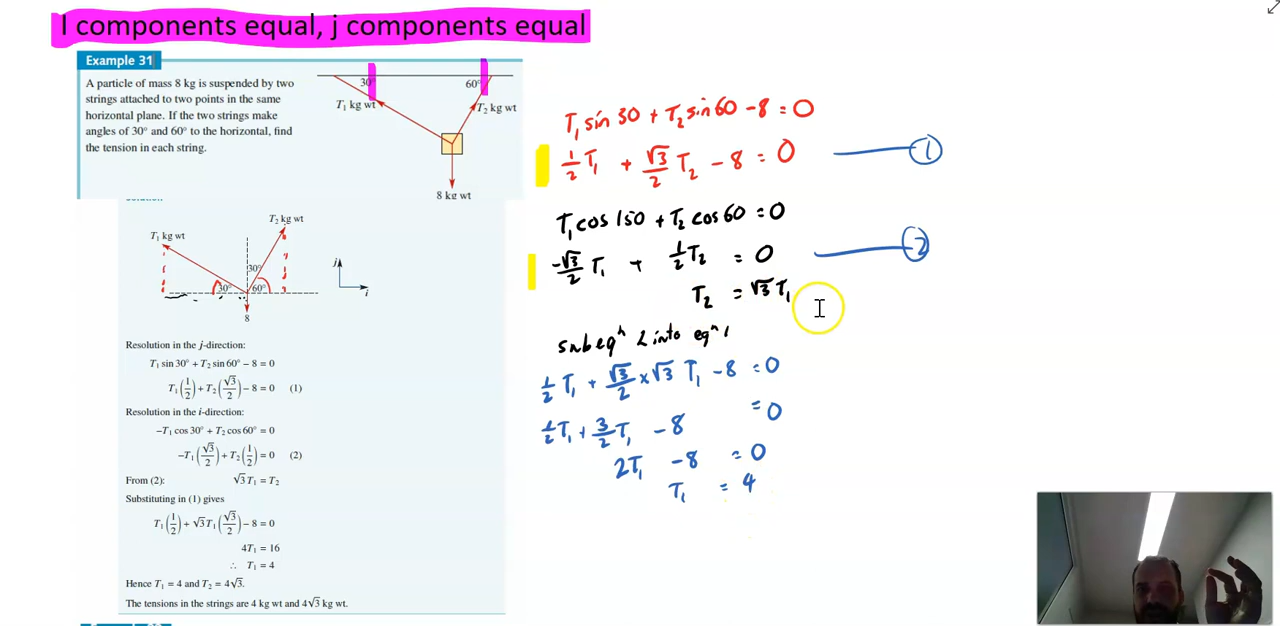 I components equal, j components equal
Example 31
A particle of mass 8 kg is suspended by two
strings attached to two points in the same
horizontal plane. If the two strings make
angles of 30° and 60° to the horizontal, find
the tension in each string.
30°
60°
T₁ kg wt
T₂ kg wt
8 kg wt
T₂ kg wt
T₁ kg wt
30°
30°
60°
8
j
i
Resolution in the j-direction:
T₁ sin 30° + T₂ sin 60° − 8 = 0
T₁(1/2) + T₂(√3/2) − 8 = 0 (1)
Resolution in the i-direction:
−T₁ cos 30° + T₂ cos 60° = 0
−T₁(√3/2) + T₂(1/2) = 0 (2)
From (2): √3T₁ = T₂
Substituting in (1) gives
T₁(1/2) + √3T₁(√3/2) − 8 = 0
4T₁ = 16
∴ T₁ = 4
Hence T₁ = 4 and T₂ = 4√3.
The tensions in the strings are 4 kg wt and 4√3 kg wt.
T₁ sin 30 + T₂ sin 60 − 8 = 0
1/2 T₁ + √3/2 T₂ − 8 = 0 1
T₁ cos 150 + T₂ cos 60 = 0
−√3/2 T₁ + 1/2 T₂ = 0 2
T₂ = √3 T₁
sub eqⁿ 2 into eqⁿ 1
1/2 T₁ + √3/2 × √3 T₁ − 8 = 0
1/2 T₁ + 3/2 T₁ − 8 = 0
2T₁ − 8 = 0
T₁ = 4